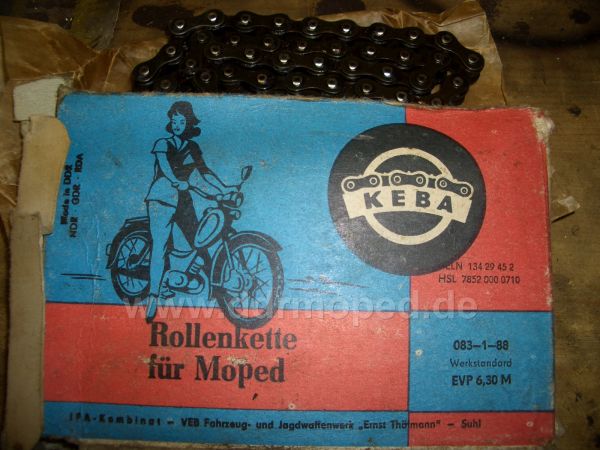 Made in DDR
NDR · GDR · RDA
KEBA
ELN 134 29 45 2
HSL 7852 000 0710
www.ddrmoped.de
Rollenkette
für Moped
083-1-88
Werkstandard
EVP 6,30 M
IFA-Kombinat – VEB Fahrzeug- und Jagdwaffenwerk „Ernst Thälmann" – Suhl